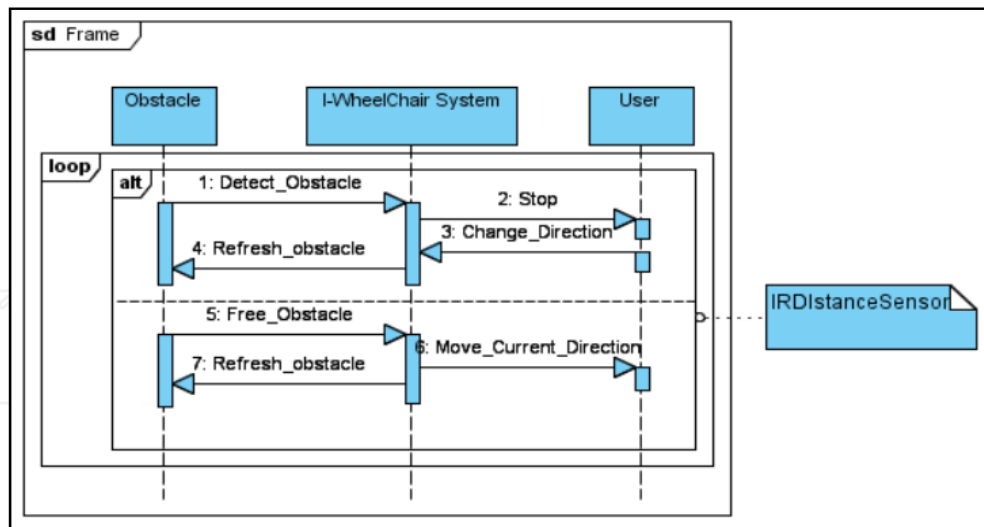 sd Frame
Obstacle
I-WheelChair System
User
loop
alt
1: Detect_Obstacle
2: Stop
3: Change_Direction
4: Refresh_obstacle
IRDIstanceSensor
5: Free_Obstacle
6: Move_Current_Direction
7: Refresh_obstacle